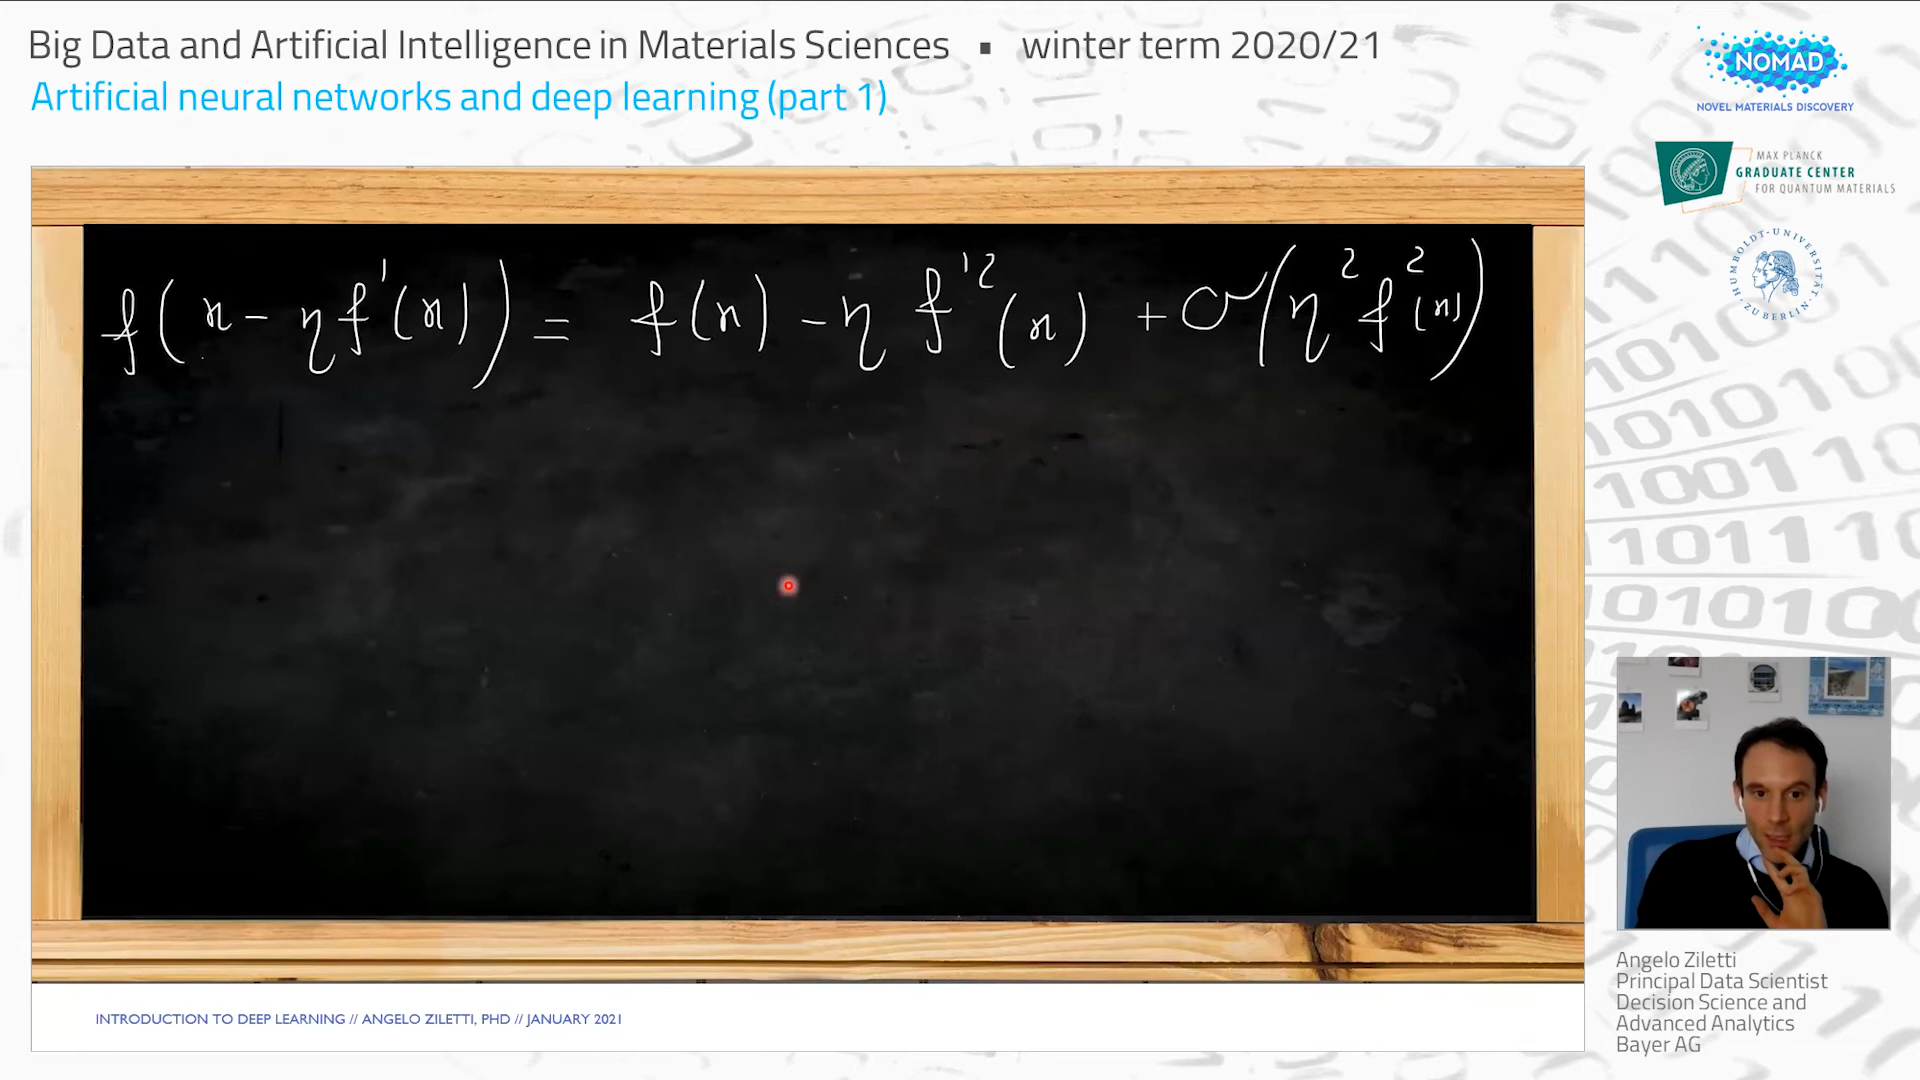 Big Data and Artificial Intelligence in Materials Sciences ▪ winter term 2020/21
Artificial neural networks and deep learning (part 1)
NOMAD
NOVEL MATERIALS DISCOVERY
MAX PLANCK
GRADUATE CENTER
FOR QUANTUM MATERIALS
HUMBOLDT-UNIVERSITÄT · ZU BERLIN ·
f(x - ηf'(x)) = f(x) - η f'²(x) + O(η² f²(x))
Angelo Ziletti
Principal Data Scientist
Decision Science and
Advanced Analytics
Bayer AG
INTRODUCTION TO DEEP LEARNING // ANGELO ZILETTI, PHD // JANUARY 2021